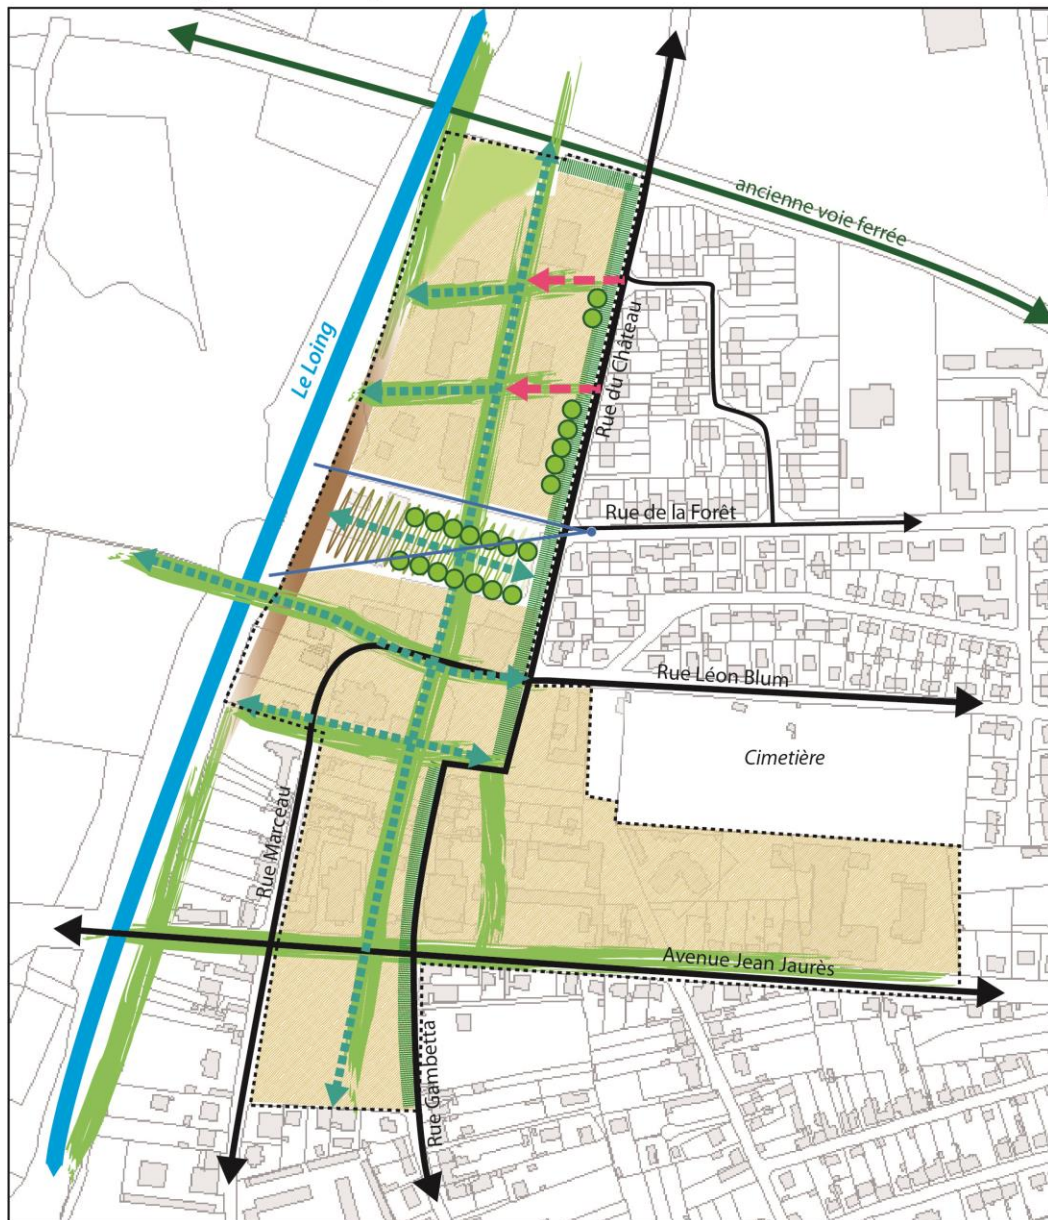 ancienne voie ferrée
Le Loing
Rue du Château
Rue de la Forêt
Rue Léon Blum
Cimetière
Rue Marceau
Avenue Jean Jaurès
Rue Gambetta